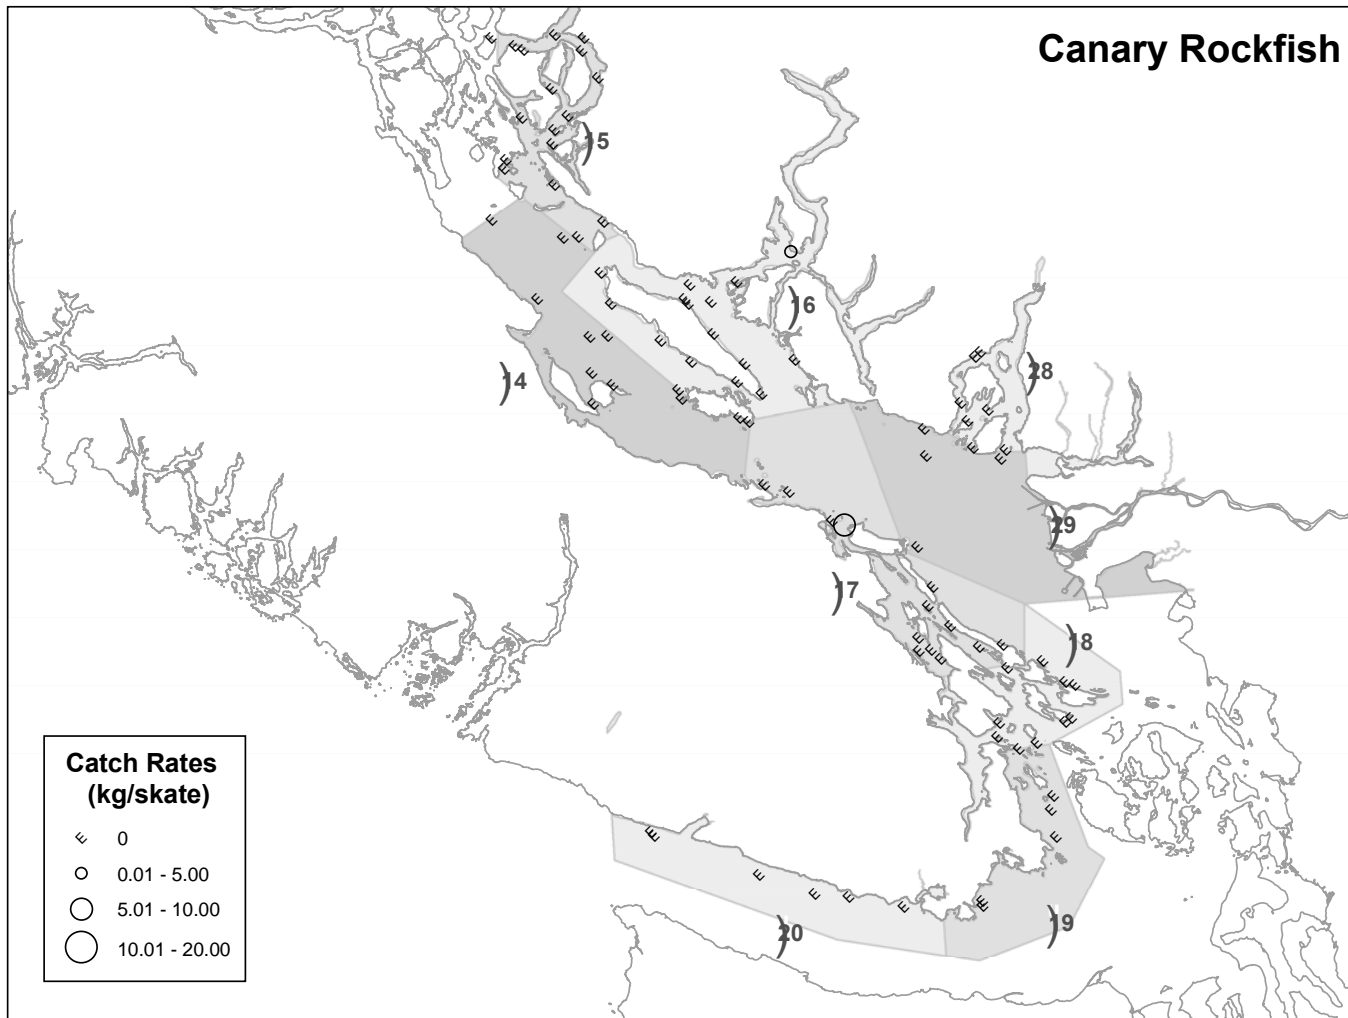 Canary Rockfish
)15
)16
)28
)14
)29
)17
)18
)19
)20
Catch Rates
(kg/skate)
E 0
0.01 - 5.00
5.01 - 10.00
10.01 - 20.00